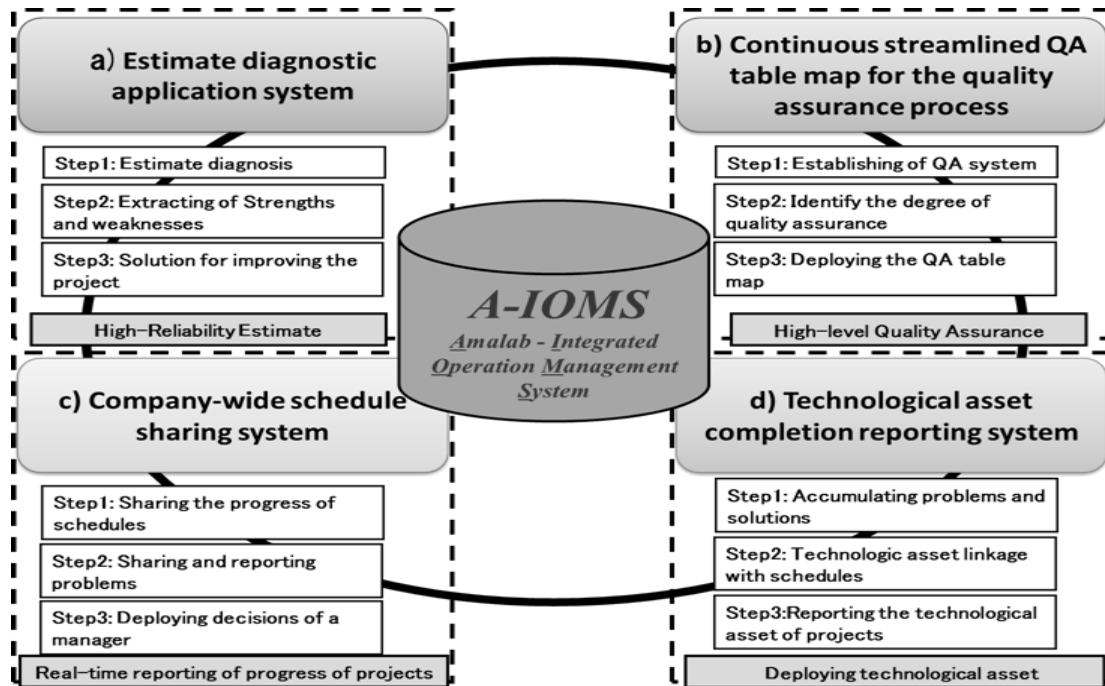 a) Estimate diagnostic
application system
Step1: Estimate diagnosis
Step2: Extracting of Strengths
and weaknesses
Step3: Solution for improving the
project
High-Reliability Estimate
b) Continuous streamlined QA
table map for the quality
assurance process
Step1: Establishing of QA system
Step2: Identify the degree of
quality assurance
Step3: Deploying the QA table
map
High-level Quality Assurance
A-IOMS
Amalab - Integrated
Operation Management
System
c) Company-wide schedule
sharing system
Step1: Sharing the progress of
schedules
Step2: Sharing and reporting
problems
Step3: Deploying decisions of a
manager
Real-time reporting of progress of projects
d) Technological asset
completion reporting system
Step1: Accumulating problems and
solutions
Step2: Technologic asset linkage
with schedules
Step3:Reporting the technological
asset of projects
Deploying technological asset